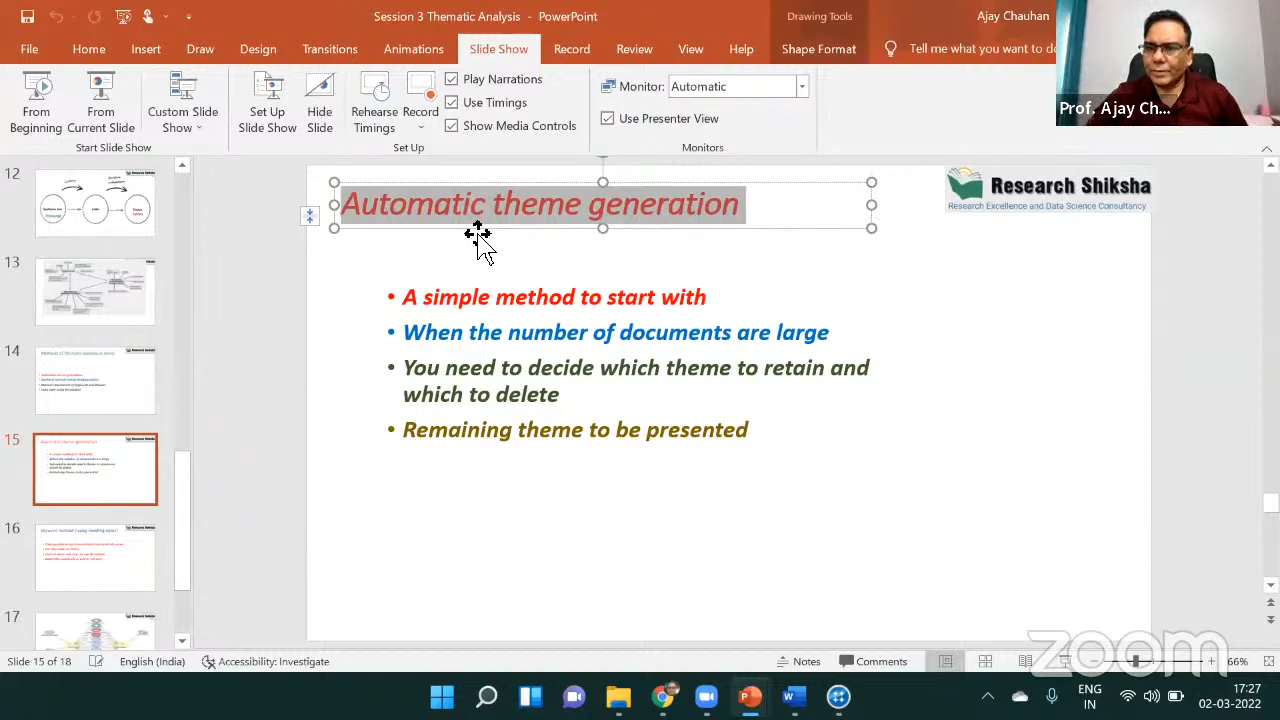 Session 3 Thematic Analysis - PowerPoint
Drawing Tools
Ajay Chauhan
File Home Insert Draw Design Transitions Animations Slide Show Record Review View Help Shape Format Tell me what you want to do
From Beginning
From Current Slide
Custom Slide Show
Set Up Slide Show
Hide Slide
Rehearse Timings
Record
Play Narrations
Use Timings
Show Media Controls
Monitor: Automatic
Use Presenter View
Start Slide Show
Set Up
Monitors
Prof. Ajay Ch...
12
13
14
15
16
17
Automatic theme generation
Research Shiksha
Research Excellence and Data Science Consultancy
• A simple method to start with
• When the number of documents are large
• You need to decide which theme to retain and
which to delete
• Remaining theme to be presented
zoom
Slide 15 of 18 English (India) Accessibility: Investigate Notes Comments 66%
ENG
IN
17:27
02-03-2022